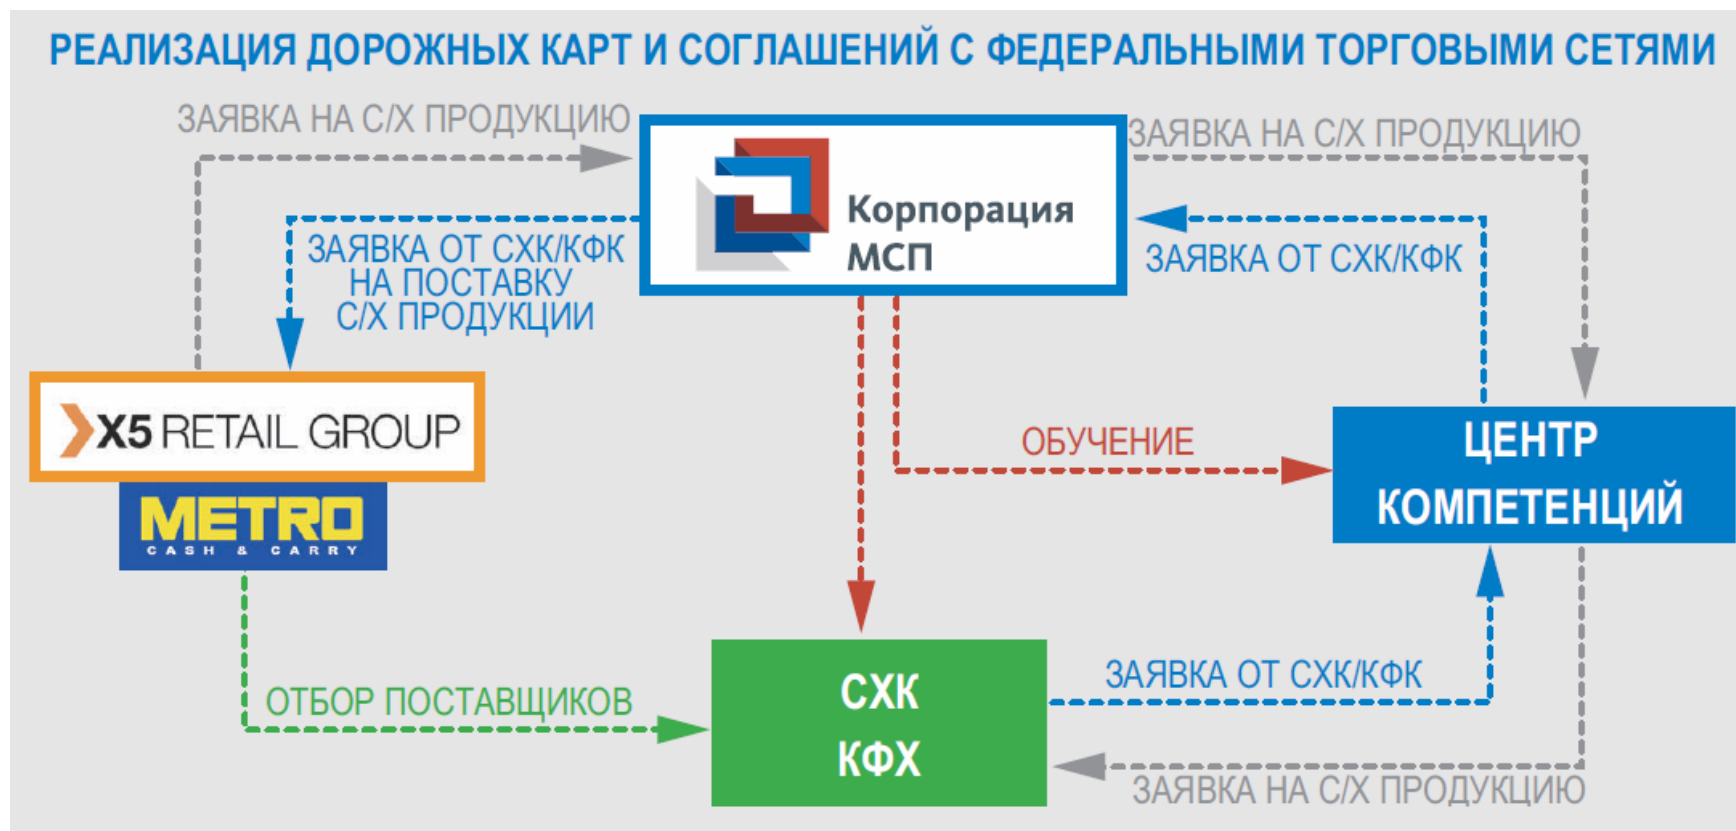 РЕАЛИЗАЦИЯ ДОРОЖНЫХ КАРТ И СОГЛАШЕНИЙ С ФЕДЕРАЛЬНЫМИ ТОРГОВЫМИ СЕТЯМИ
ЗАЯВКА НА С/Х ПРОДУКЦИЮ
ЗАЯВКА НА С/Х ПРОДУКЦИЮ
Корпорация
МСП
ЗАЯВКА ОТ СХК/КФК
НА ПОСТАВКУ
С/Х ПРОДУКЦИИ
ЗАЯВКА ОТ СХК/КФК
X5 RETAIL GROUP
METRO
CASH & CARRY
ОБУЧЕНИЕ
ЦЕНТР
КОМПЕТЕНЦИЙ
ОТБОР ПОСТАВЩИКОВ
СХК
КФХ
ЗАЯВКА ОТ СХК/КФК
ЗАЯВКА НА С/Х ПРОДУКЦИЮ